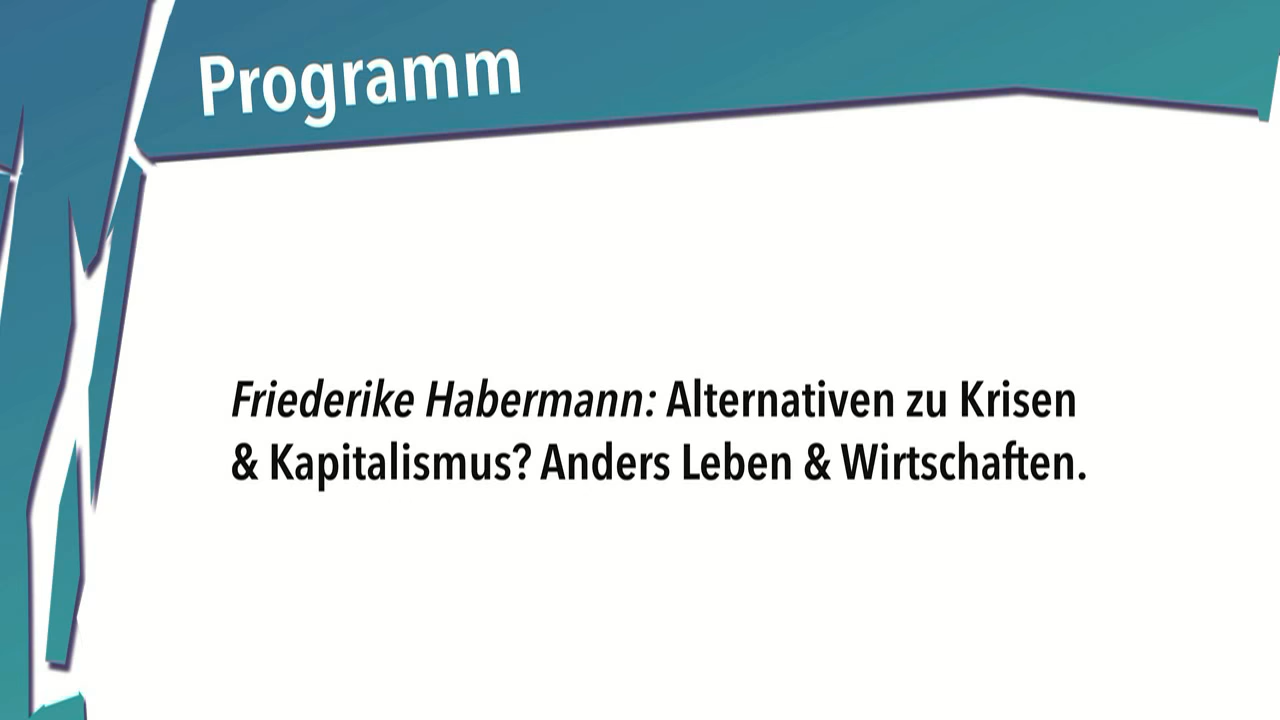 Programm
Friederike Habermann: Alternativen zu Krisen
& Kapitalismus? Anders Leben & Wirtschaften.